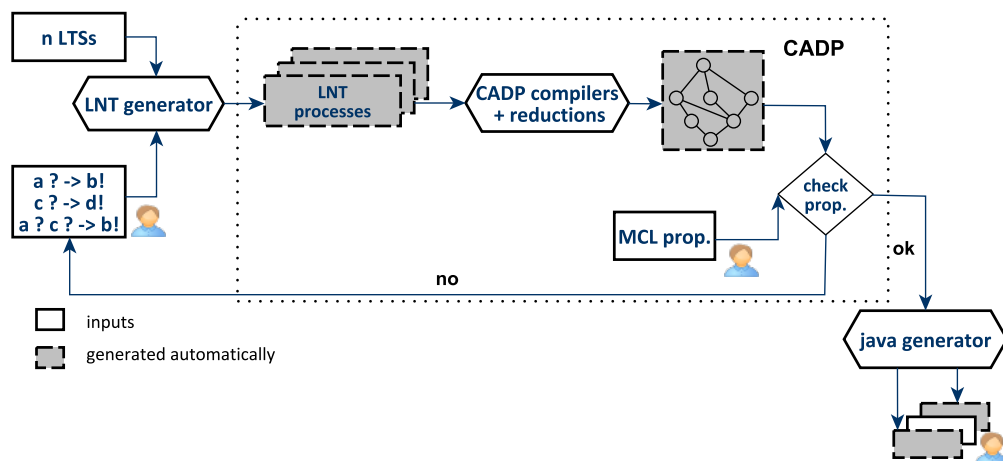 n LTSs
CADP
LNT generator
LNT
processes
CADP compilers
+ reductions
a ? -> b!
c ? -> d!
a ? c ? -> b!
check
prop.
MCL prop.
ok
no
inputs
generated automatically
java generator